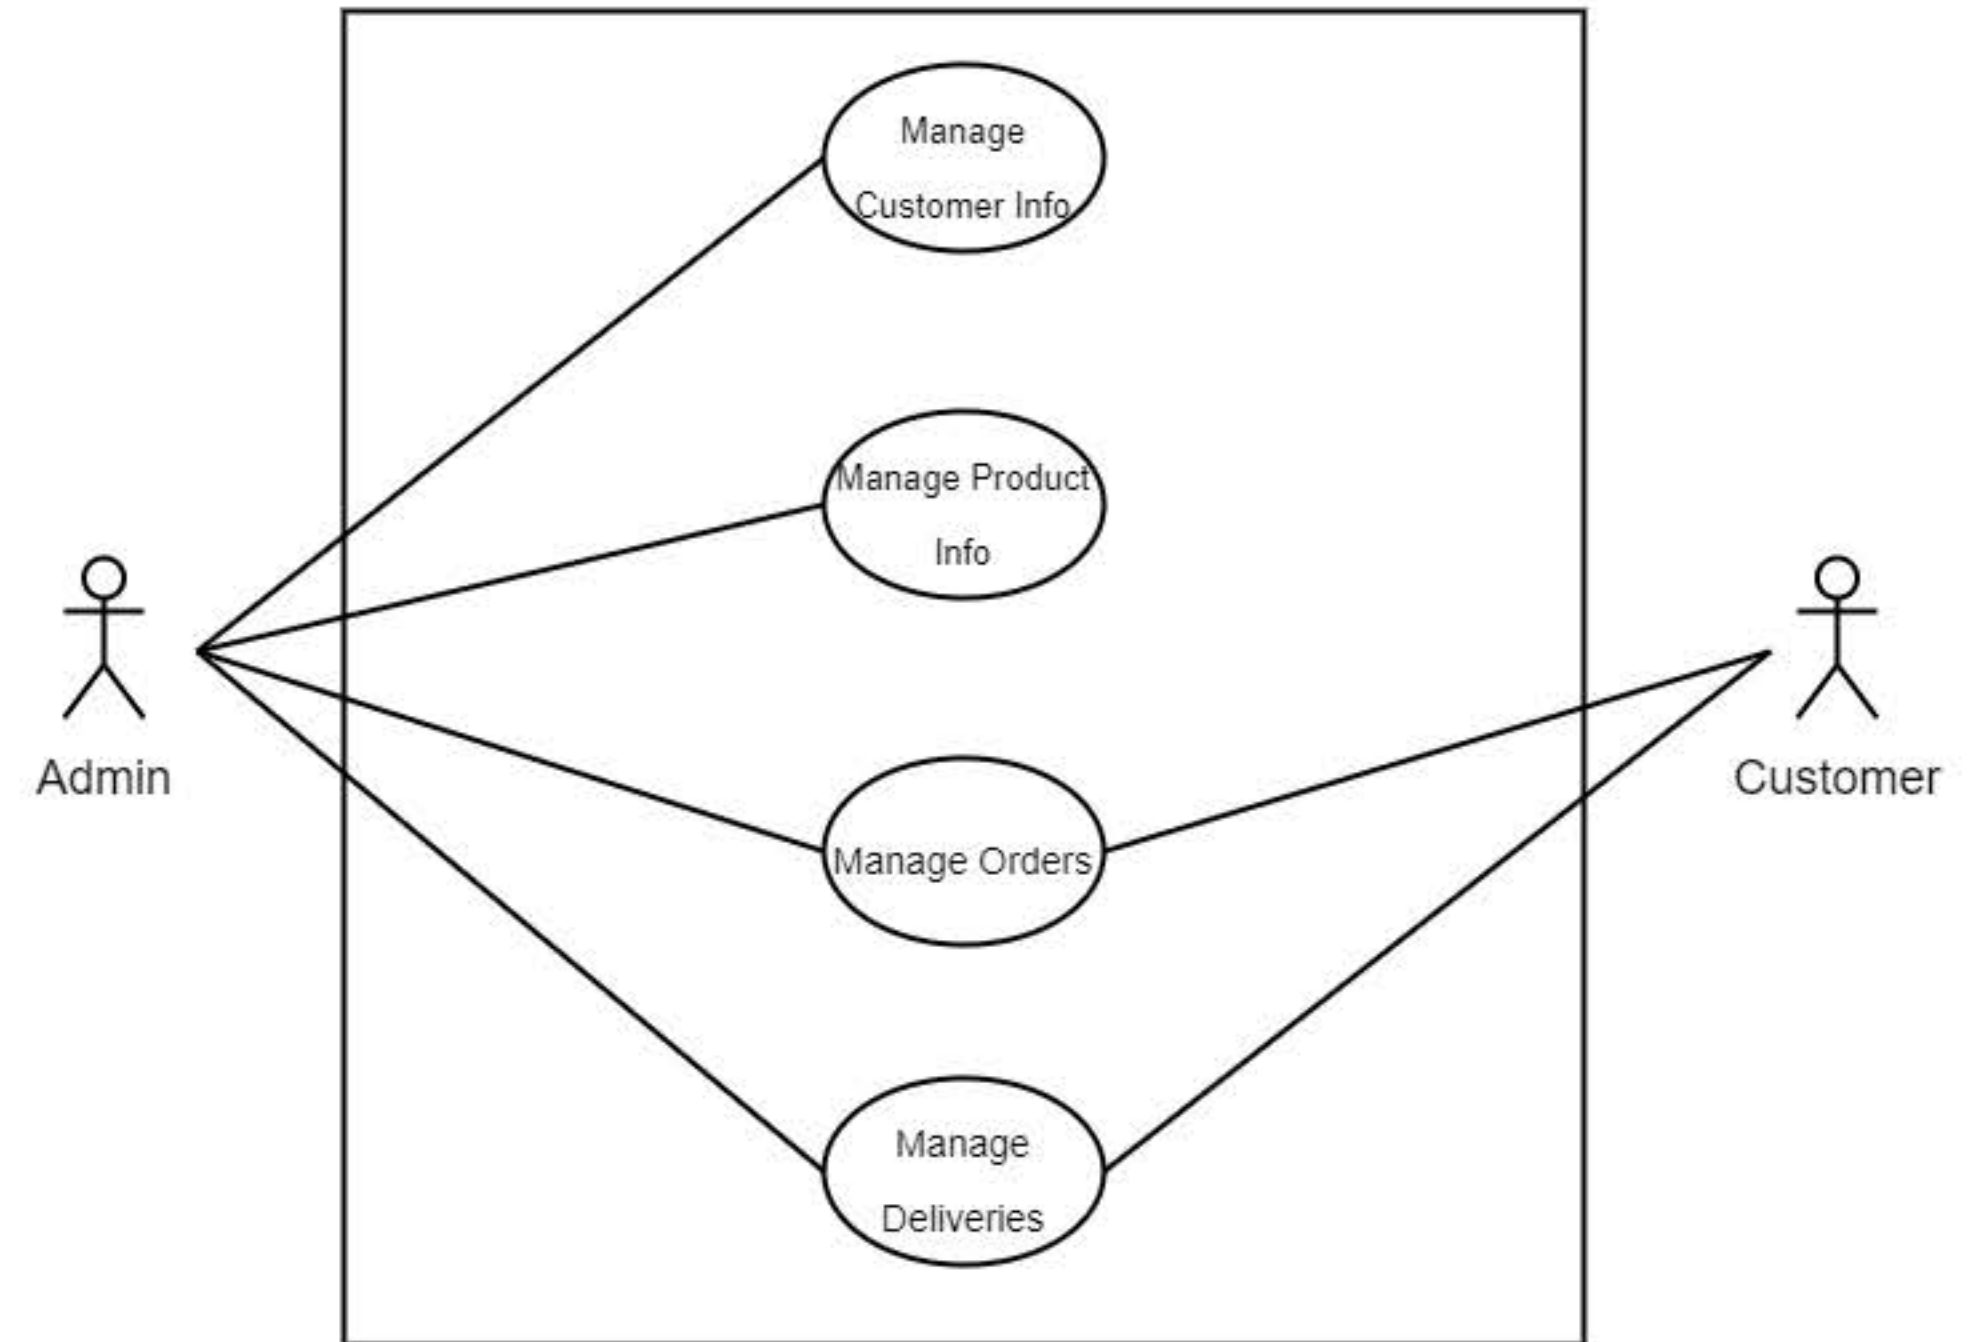 Manage
Customer Info
Manage Product
Info
Admin
Customer
Manage Orders
Manage
Deliveries